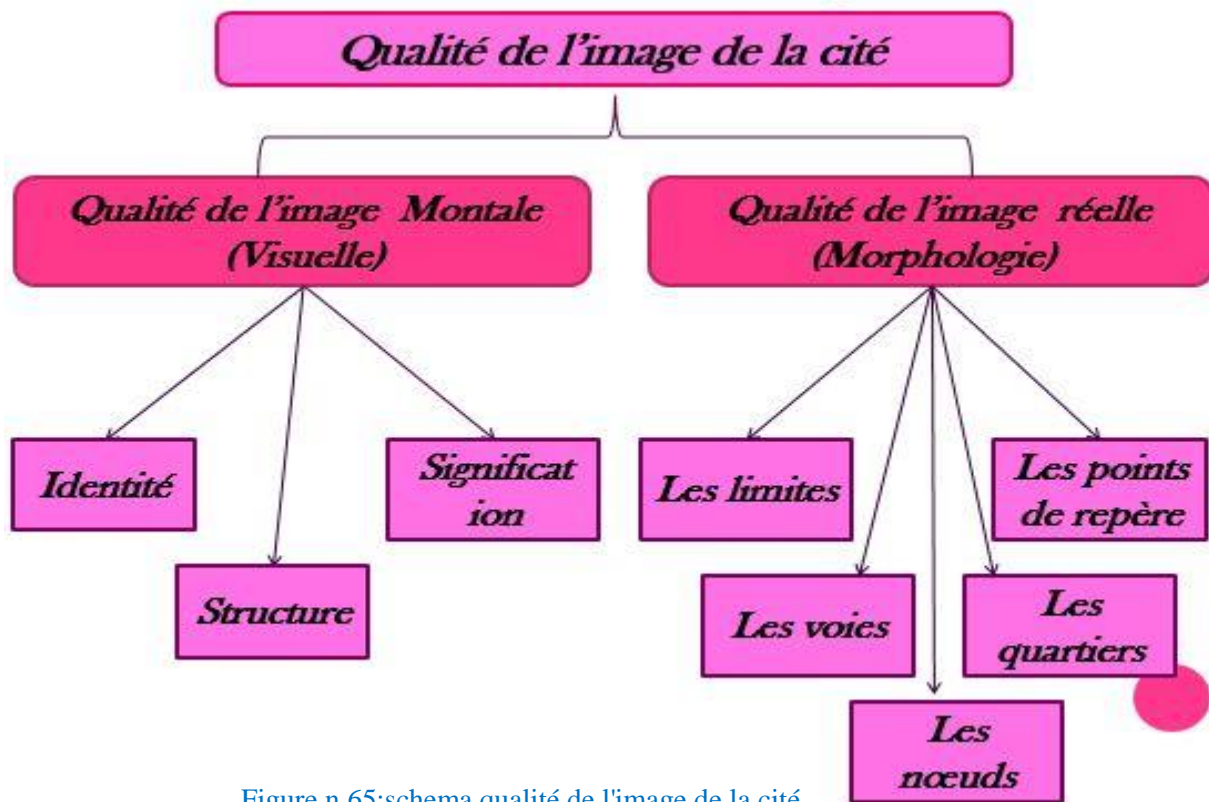 Qualité de l'image de la cité
Qualité de l'image Montale
(Visuelle)
Qualité de l'image réelle
(Morphologie)
Identité
Structure
Significat
ion
Les limites
Les voies
Les
nœuds
Les
quartiers
Les points
de repère
Figure n 65:schema qualité de l'image de la cité